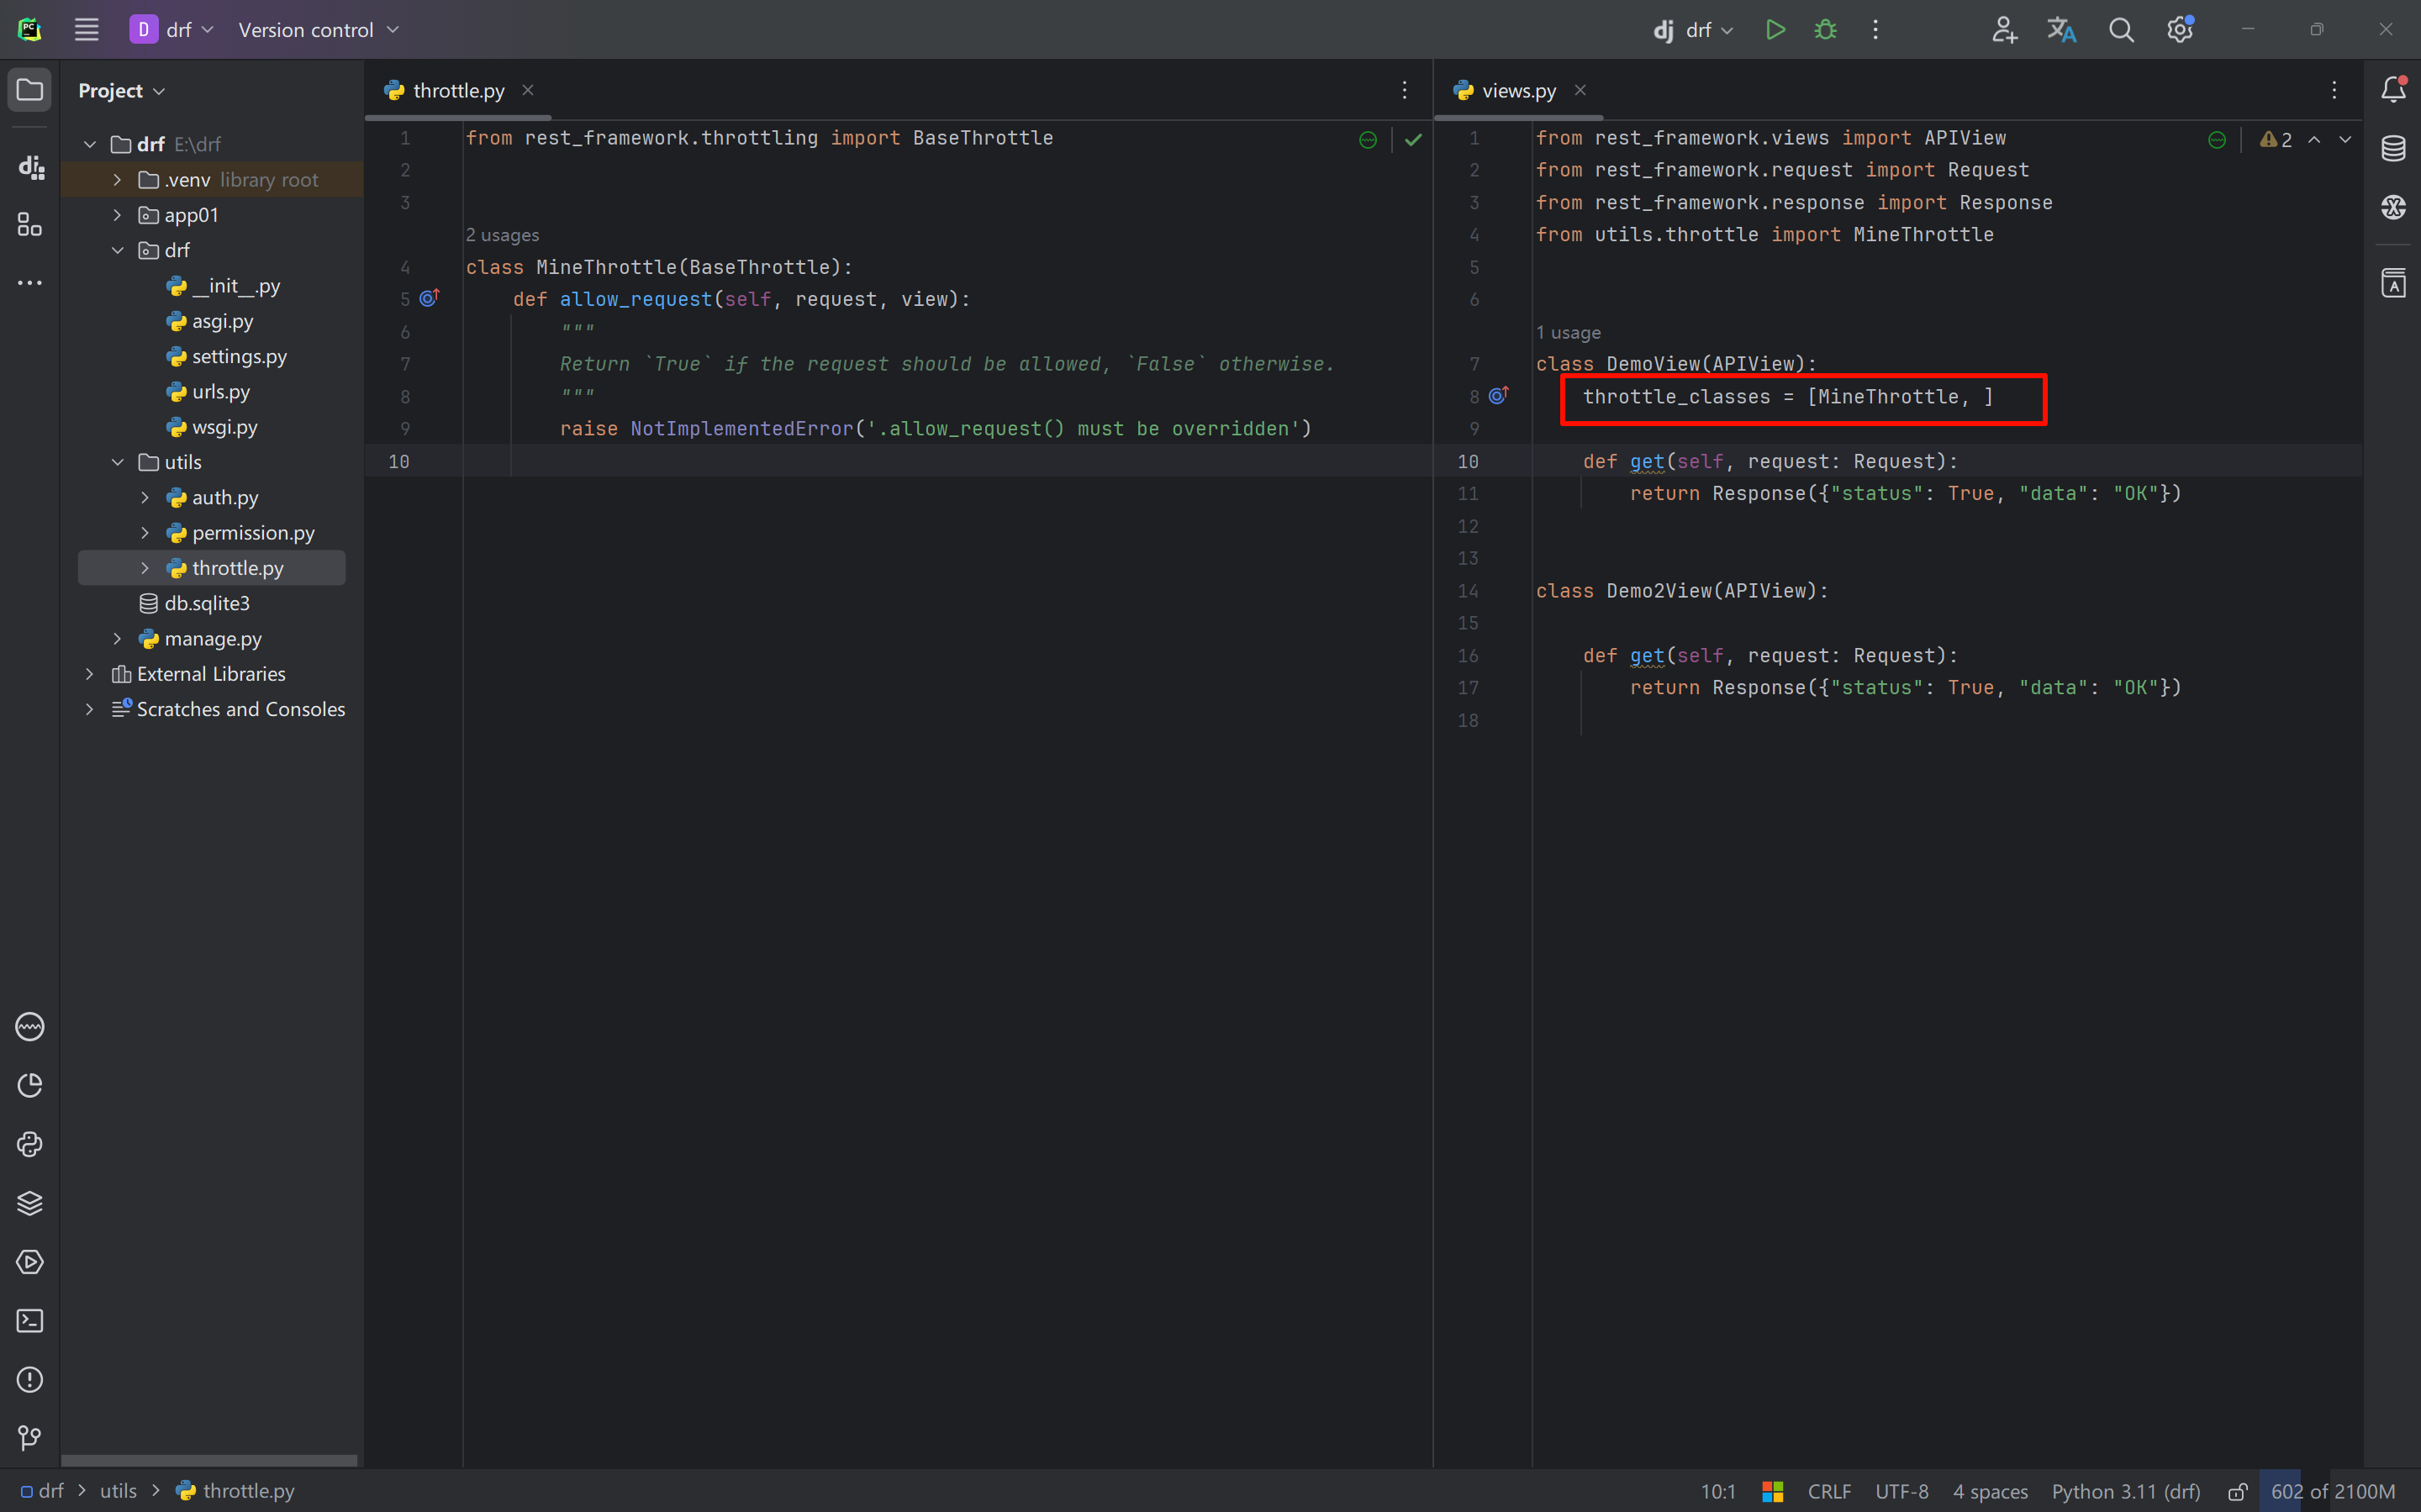 PC
D drf Version control
dj drf
Project
drf E:\drf
.venv library root
app01
drf
__init__.py
asgi.py
settings.py
urls.py
wsgi.py
utils
auth.py
permission.py
throttle.py
db.sqlite3
manage.py
External Libraries
Scratches and Consoles
throttle.py
1 from rest_framework.throttling import BaseThrottle
2
3
2 usages
4 class MineThrottle(BaseThrottle):
5 def allow_request(self, request, view):
6 """
7 Return `True` if the request should be allowed, `False` otherwise.
8 """
9 raise NotImplementedError('.allow_request() must be overridden')
10
views.py
2
1 from rest_framework.views import APIView
2 from rest_framework.request import Request
3 from rest_framework.response import Response
4 from utils.throttle import MineThrottle
5
6
1 usage
7 class DemoView(APIView):
8 throttle_classes = [MineThrottle, ]
9
10 def get(self, request: Request):
11 return Response({"status": True, "data": "OK"})
12
13
14 class Demo2View(APIView):
15
16 def get(self, request: Request):
17 return Response({"status": True, "data": "OK"})
18
drf > utils > throttle.py
10:1 CRLF UTF-8 4 spaces Python 3.11 (drf) 602 of 2100M